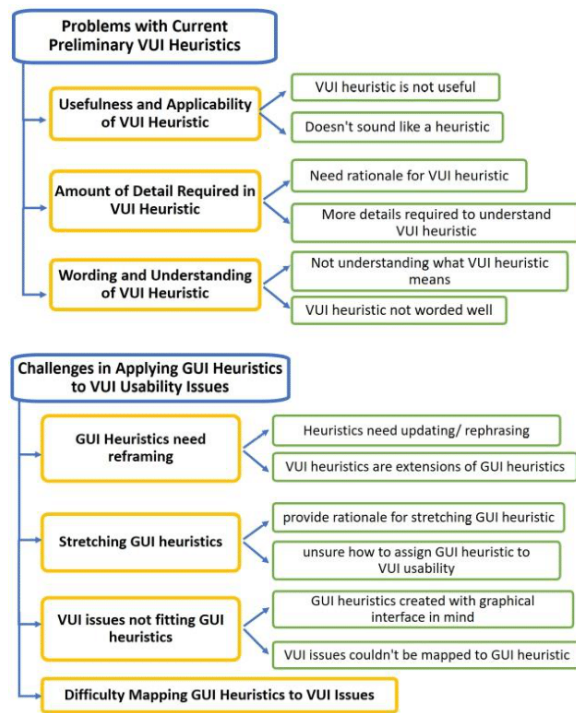 Problems with Current
Preliminary VUI Heuristics
Usefulness and Applicability
of VUI Heuristic
VUI heuristic is not useful
Doesn't sound like a heuristic
Amount of Detail Required in
VUI Heuristic
Need rationale for VUI heuristic
More details required to understand
VUI heuristic
Wording and Understanding
of VUI Heuristic
Not understanding what VUI heuristic
means
VUI heuristic not worded well
Challenges in Applying GUI Heuristics
to VUI Usability Issues
GUI Heuristics need
reframing
Heuristics need updating/ rephrasing
VUI heuristics are extensions of GUI heuristics
Stretching GUI heuristics
provide rationale for stretching GUI heuristic
unsure how to assign GUI heuristic to
VUI usability
VUI issues not fitting GUI
heuristics
GUI heuristics created with graphical
interface in mind
VUI issues couldn't be mapped to GUI heuristic
Difficulty Mapping GUI Heuristics to VUI Issues